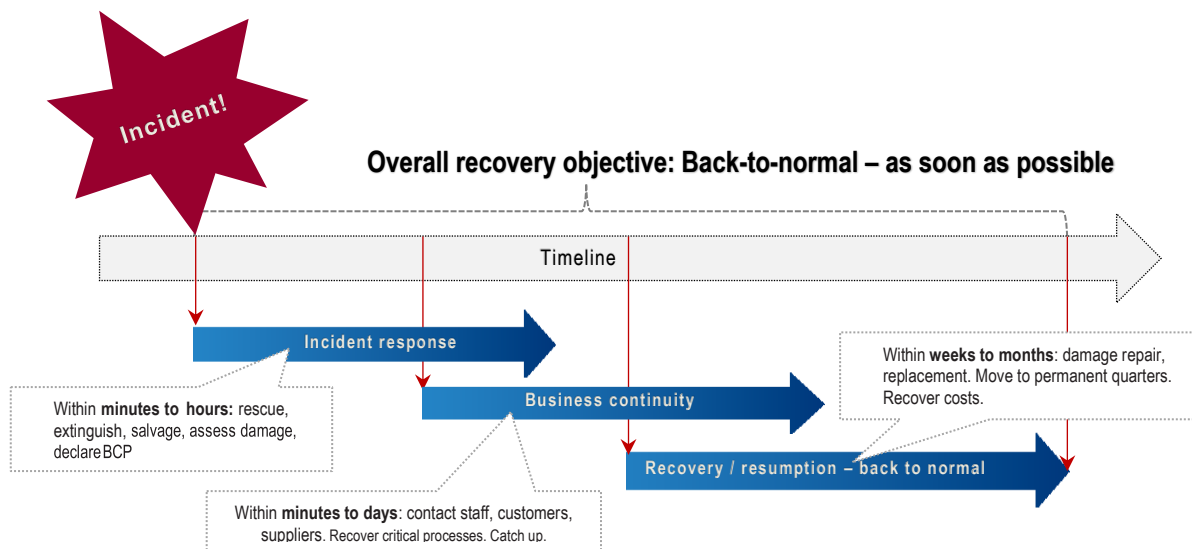 Incident!
Overall recovery objective: Back-to-normal – as soon as possible
Timeline
Incident response
Within minutes to hours: rescue,
extinguish, salvage, assess damage,
declare BCP
Business continuity
Within minutes to days: contact staff, customers,
suppliers. Recover critical processes. Catch up.
Within weeks to months: damage repair,
replacement. Move to permanent quarters.
Recover costs.
Recovery / resumption – back to normal